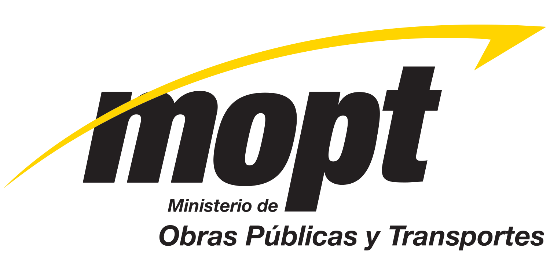 mopt
Ministerio de
Obras Públicas y Transportes